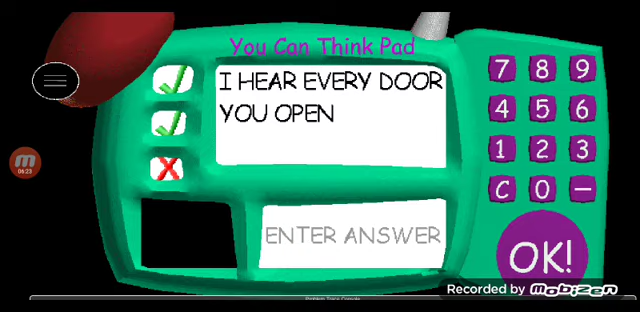 You Can Think Pad
I HEAR EVERY DOOR
YOU OPEN
7 8 9
4 5 6
1 2 3
C 0 −
06:23
ENTER ANSWER
OK!
Recorded by Mobizen